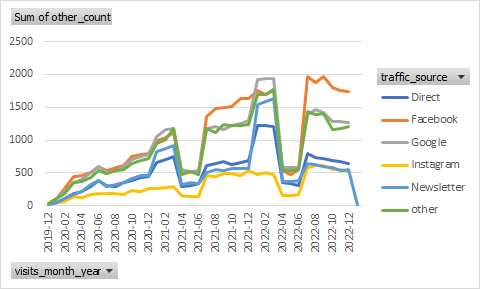 Sum of other_count
2500
2000
1500
1000
500
0
2019-12
2020-02
2020-04
2020-06
2020-08
2020-10
2020-12
2021-02
2021-04
2021-06
2021-08
2021-10
2021-12
2022-02
2022-04
2022-06
2022-08
2022-10
2022-12
traffic_source
Direct
Facebook
Google
Instagram
Newsletter
other
visits_month_year